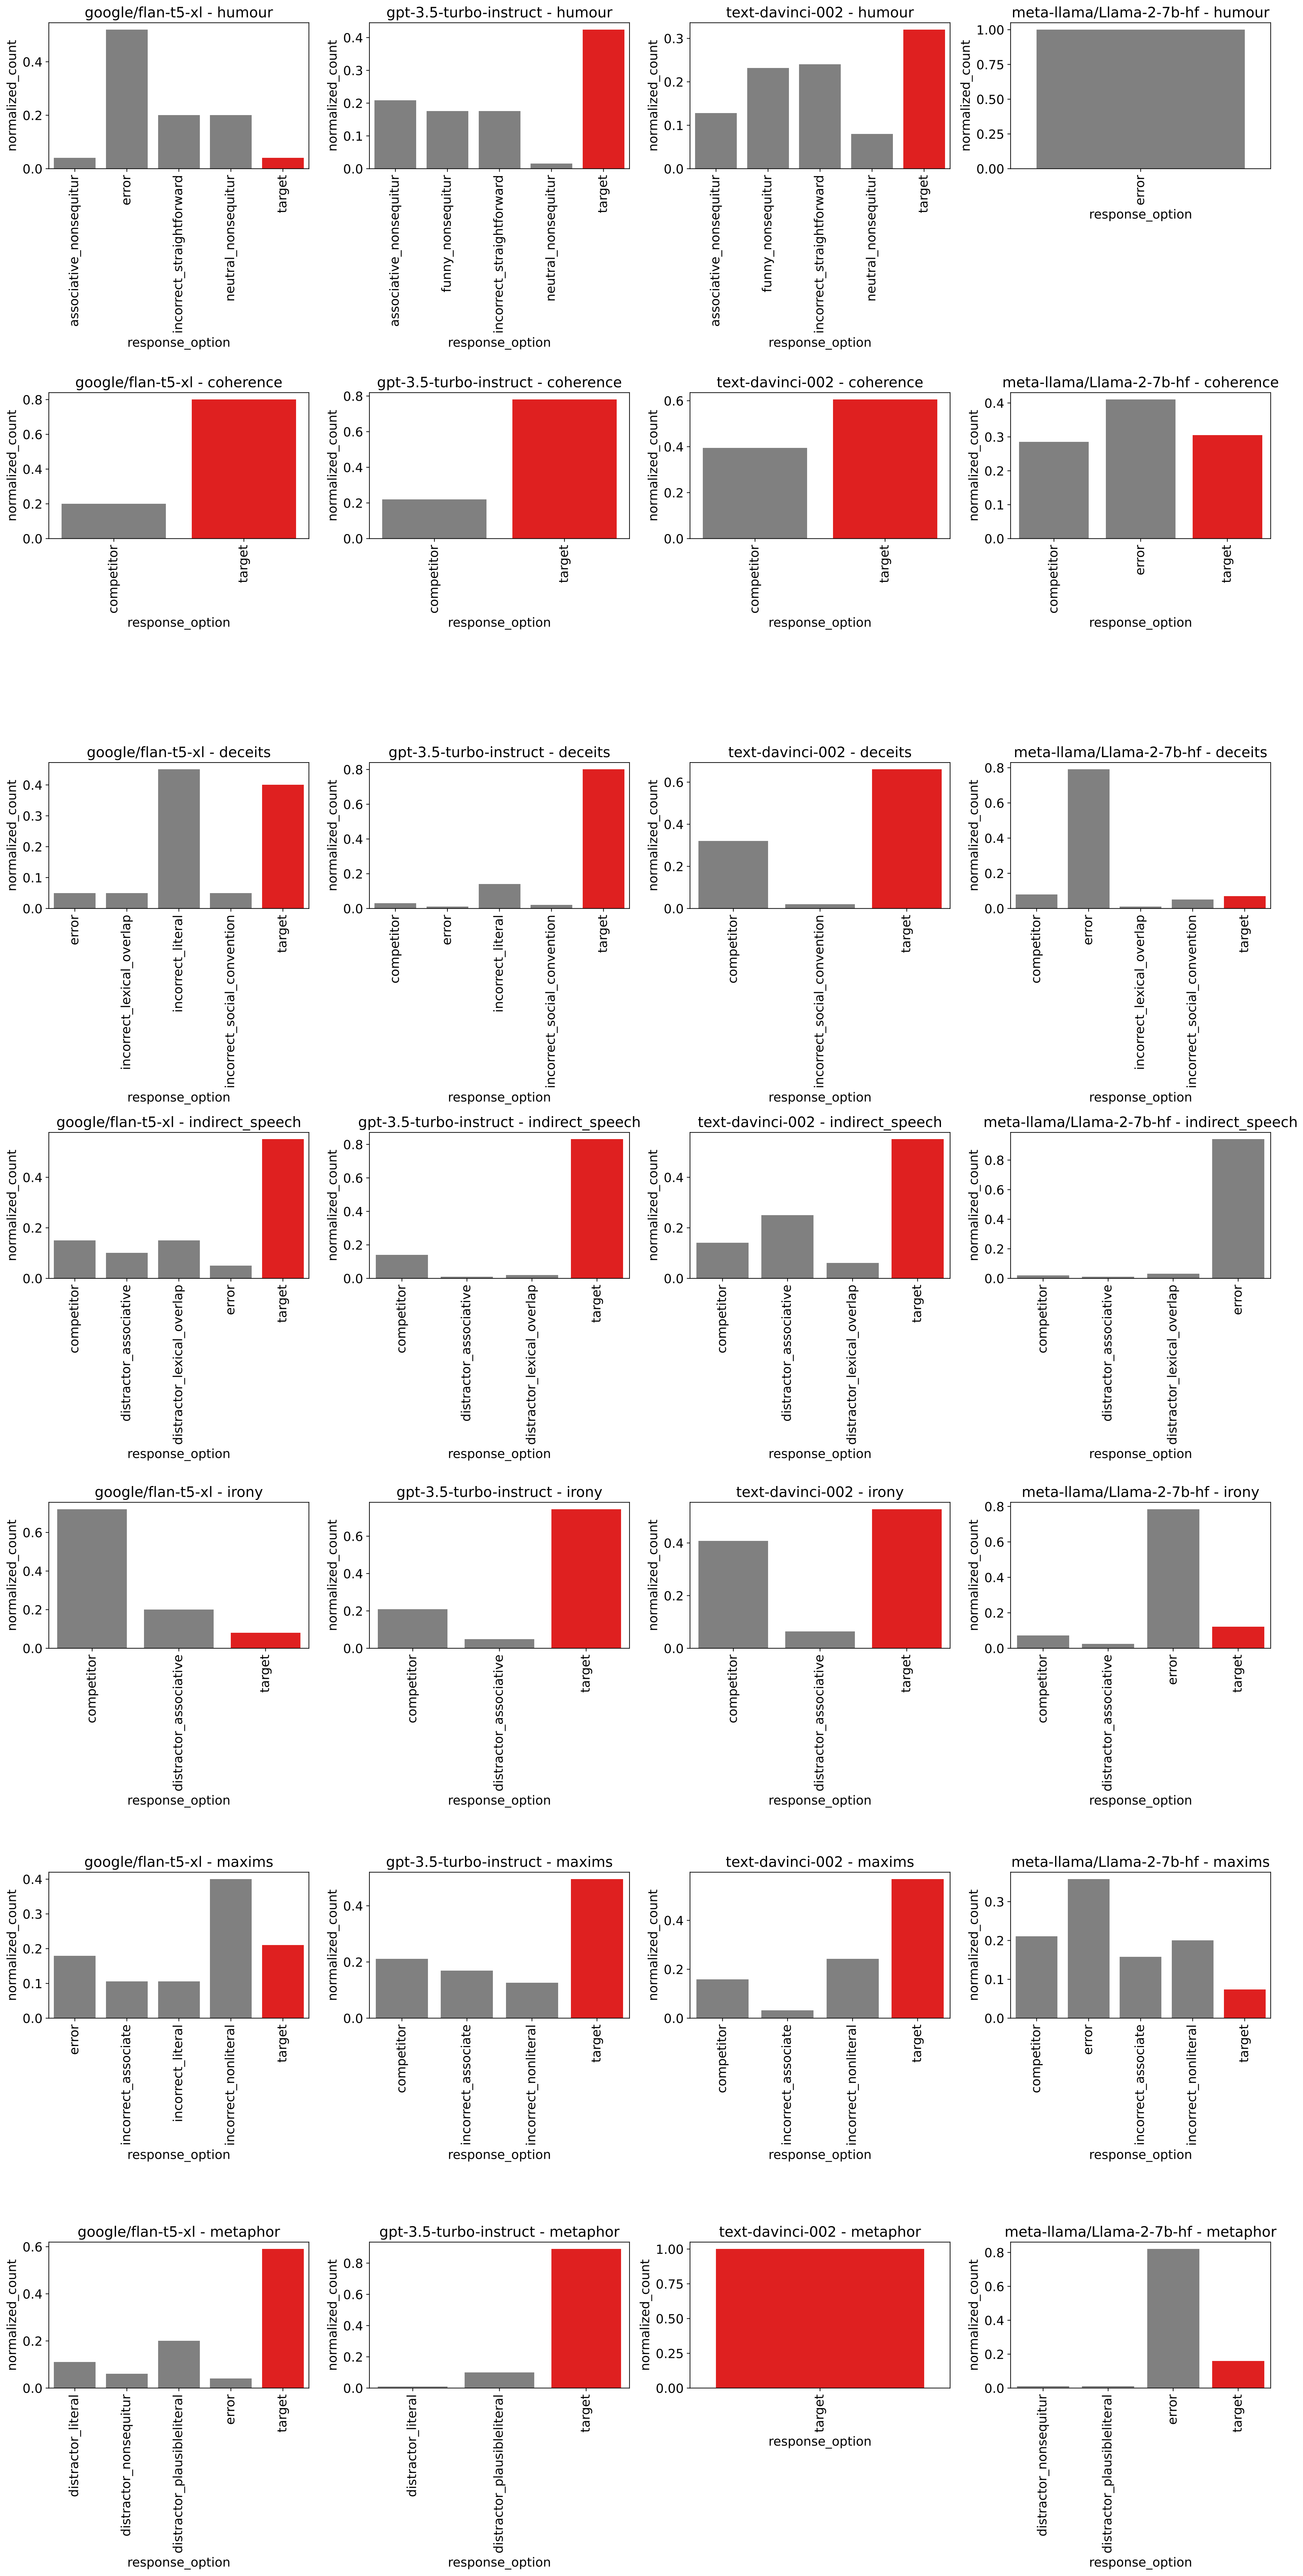 google/flan-t5-xl - humour
normalized_count
0.4
0.2
0.0
associative_nonsequitur
error
incorrect_straightforward
neutral_nonsequitur
target
response_option
gpt-3.5-turbo-instruct - humour
normalized_count
0.4
0.3
0.2
0.1
0.0
associative_nonsequitur
funny_nonsequitur
incorrect_straightforward
neutral_nonsequitur
target
response_option
text-davinci-002 - humour
normalized_count
0.3
0.2
0.1
0.0
associative_nonsequitur
funny_nonsequitur
incorrect_straightforward
neutral_nonsequitur
target
response_option
meta-llama/Llama-2-7b-hf - humour
normalized_count
1.00
0.75
0.50
0.25
0.00
error
response_option
google/flan-t5-xl - coherence
normalized_count
0.8
0.6
0.4
0.2
0.0
competitor
target
response_option
gpt-3.5-turbo-instruct - coherence
normalized_count
0.8
0.6
0.4
0.2
0.0
competitor
target
response_option
text-davinci-002 - coherence
normalized_count
0.6
0.4
0.2
0.0
competitor
target
response_option
meta-llama/Llama-2-7b-hf - coherence
normalized_count
0.4
0.3
0.2
0.1
0.0
competitor
error
target
response_option
google/flan-t5-xl - deceits
normalized_count
0.4
0.3
0.2
0.1
0.0
error
incorrect_lexical_overlap
incorrect_literal
incorrect_social_convention
target
response_option
gpt-3.5-turbo-instruct - deceits
normalized_count
0.8
0.6
0.4
0.2
0.0
competitor
error
incorrect_literal
incorrect_social_convention
target
response_option
text-davinci-002 - deceits
normalized_count
0.6
0.4
0.2
0.0
competitor
incorrect_social_convention
target
response_option
meta-llama/Llama-2-7b-hf - deceits
normalized_count
0.8
0.6
0.4
0.2
0.0
competitor
error
incorrect_lexical_overlap
incorrect_social_convention
target
response_option
google/flan-t5-xl - indirect_speech
normalized_count
0.4
0.2
0.0
competitor
distractor_associative
distractor_lexical_overlap
error
target
response_option
gpt-3.5-turbo-instruct - indirect_speech
normalized_count
0.8
0.6
0.4
0.2
0.0
competitor
distractor_associative
distractor_lexical_overlap
target
response_option
text-davinci-002 - indirect_speech
normalized_count
0.4
0.2
0.0
competitor
distractor_associative
distractor_lexical_overlap
target
response_option
meta-llama/Llama-2-7b-hf - indirect_speech
normalized_count
0.8
0.6
0.4
0.2
0.0
competitor
distractor_associative
distractor_lexical_overlap
error
response_option
google/flan-t5-xl - irony
normalized_count
0.6
0.4
0.2
0.0
competitor
distractor_associative
target
response_option
gpt-3.5-turbo-instruct - irony
normalized_count
0.6
0.4
0.2
0.0
competitor
distractor_associative
target
response_option
text-davinci-002 - irony
normalized_count
0.4
0.2
0.0
competitor
distractor_associative
target
response_option
meta-llama/Llama-2-7b-hf - irony
normalized_count
0.8
0.6
0.4
0.2
0.0
competitor
distractor_associative
error
target
response_option
google/flan-t5-xl - maxims
normalized_count
0.4
0.3
0.2
0.1
0.0
error
incorrect_associate
incorrect_literal
incorrect_nonliteral
target
response_option
gpt-3.5-turbo-instruct - maxims
normalized_count
0.4
0.2
0.0
competitor
incorrect_associate
incorrect_nonliteral
target
response_option
text-davinci-002 - maxims
normalized_count
0.4
0.2
0.0
competitor
incorrect_associate
incorrect_nonliteral
target
response_option
meta-llama/Llama-2-7b-hf - maxims
normalized_count
0.3
0.2
0.1
0.0
competitor
error
incorrect_associate
incorrect_nonliteral
target
response_option
google/flan-t5-xl - metaphor
normalized_count
0.6
0.4
0.2
0.0
distractor_literal
distractor_nonsequitur
distractor_plausibleliteral
error
target
response_option
gpt-3.5-turbo-instruct - metaphor
normalized_count
0.8
0.6
0.4
0.2
0.0
distractor_literal
distractor_plausibleliteral
target
response_option
text-davinci-002 - metaphor
normalized_count
1.00
0.75
0.50
0.25
0.00
target
response_option
meta-llama/Llama-2-7b-hf - metaphor
normalized_count
0.8
0.6
0.4
0.2
0.0
distractor_nonsequitur
distractor_plausibleliteral
error
target
response_option